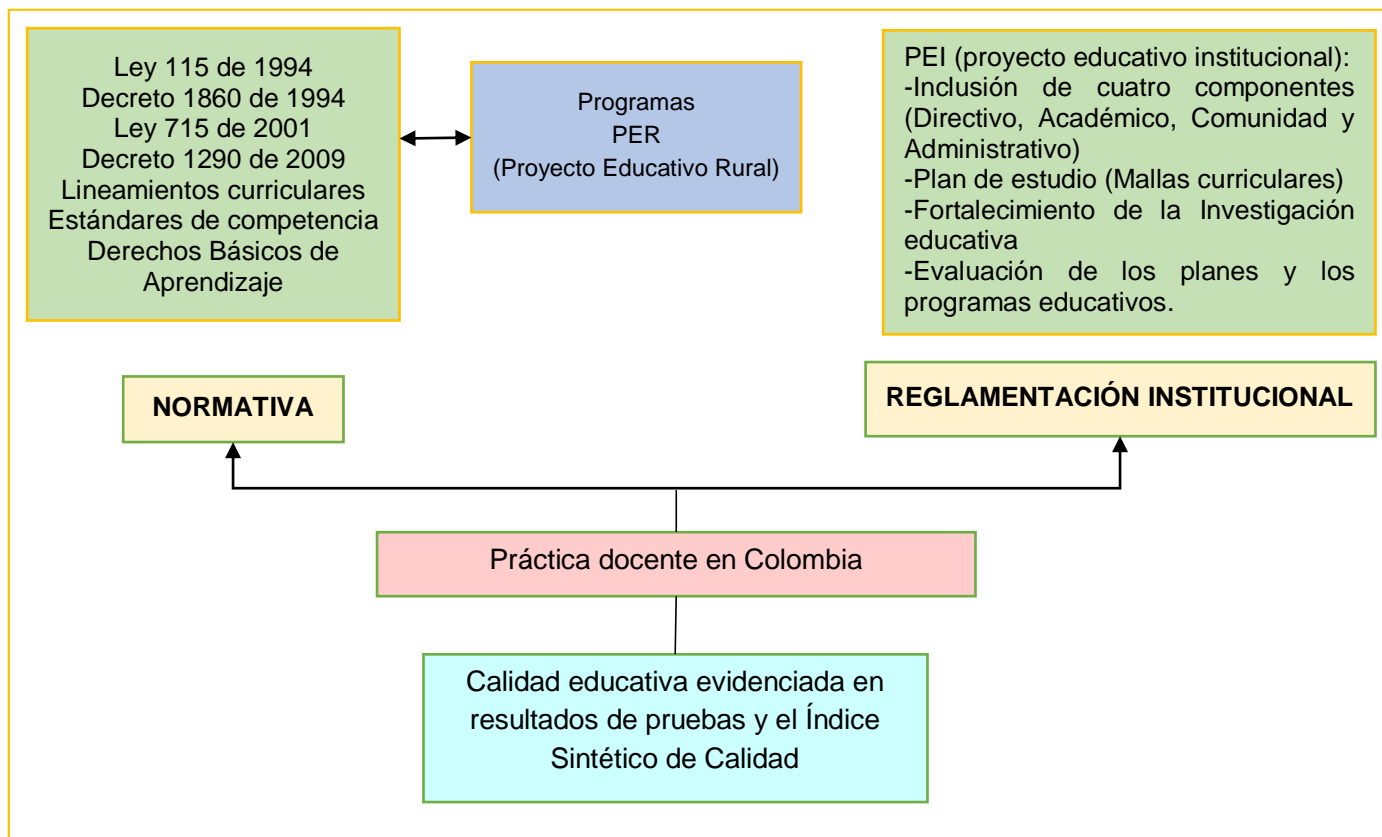 Ley 115 de 1994
Decreto 1860 de 1994
Ley 715 de 2001
Decreto 1290 de 2009
Lineamientos curriculares
Estándares de competencia
Derechos Básicos de
Aprendizaje
Programas
PER
(Proyecto Educativo Rural)
PEI (proyecto educativo institucional):
-Inclusión de cuatro componentes
(Directivo, Académico, Comunidad y
Administrativo)
-Plan de estudio (Mallas curriculares)
-Fortalecimiento de la Investigación
educativa
-Evaluación de los planes y los
programas educativos.
NORMATIVA
REGLAMENTACIÓN INSTITUCIONAL
Práctica docente en Colombia
Calidad educativa evidenciada en
resultados de pruebas y el Índice
Sintético de Calidad